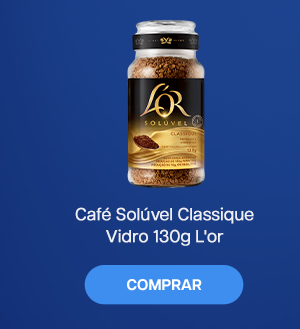 L'OR
SOLÚVEL
CLASSIQUE
Café Solúvel Classique
Vidro 130g L'or
COMPRAR